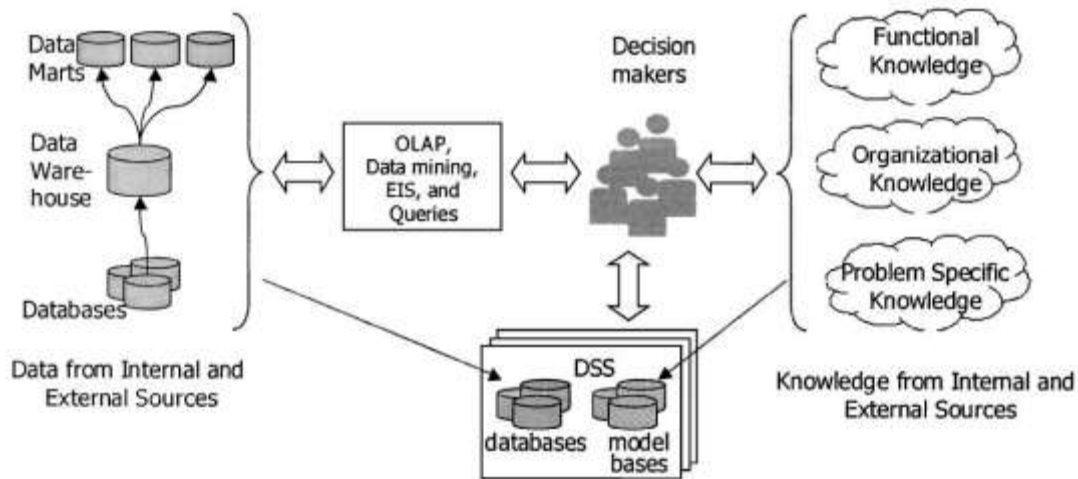 Data
Marts
Data
Ware-
house
Databases
Data from Internal and
External Sources
OLAP,
Data mining,
EIS, and
Queries
Decision
makers
DSS
databases
model
bases
Functional
Knowledge
Organizational
Knowledge
Problem Specific
Knowledge
Knowledge from Internal and
External Sources